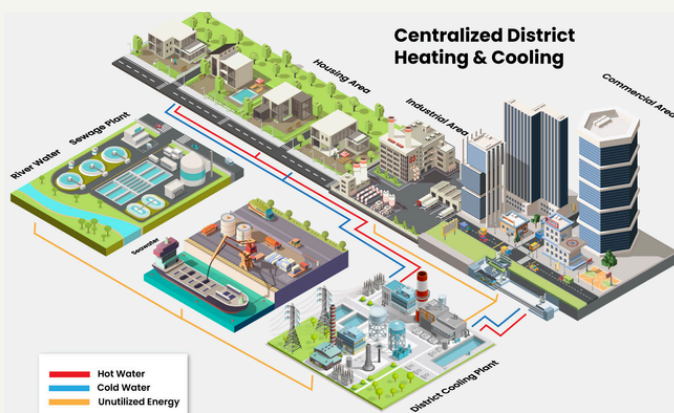 Centralized District
Heating & Cooling
Housing Area
Industrial Area
Commercial Area
Sewage Plant
River Water
Seawater
District Cooling Plant
Hot Water
Cold Water
Unutilized Energy